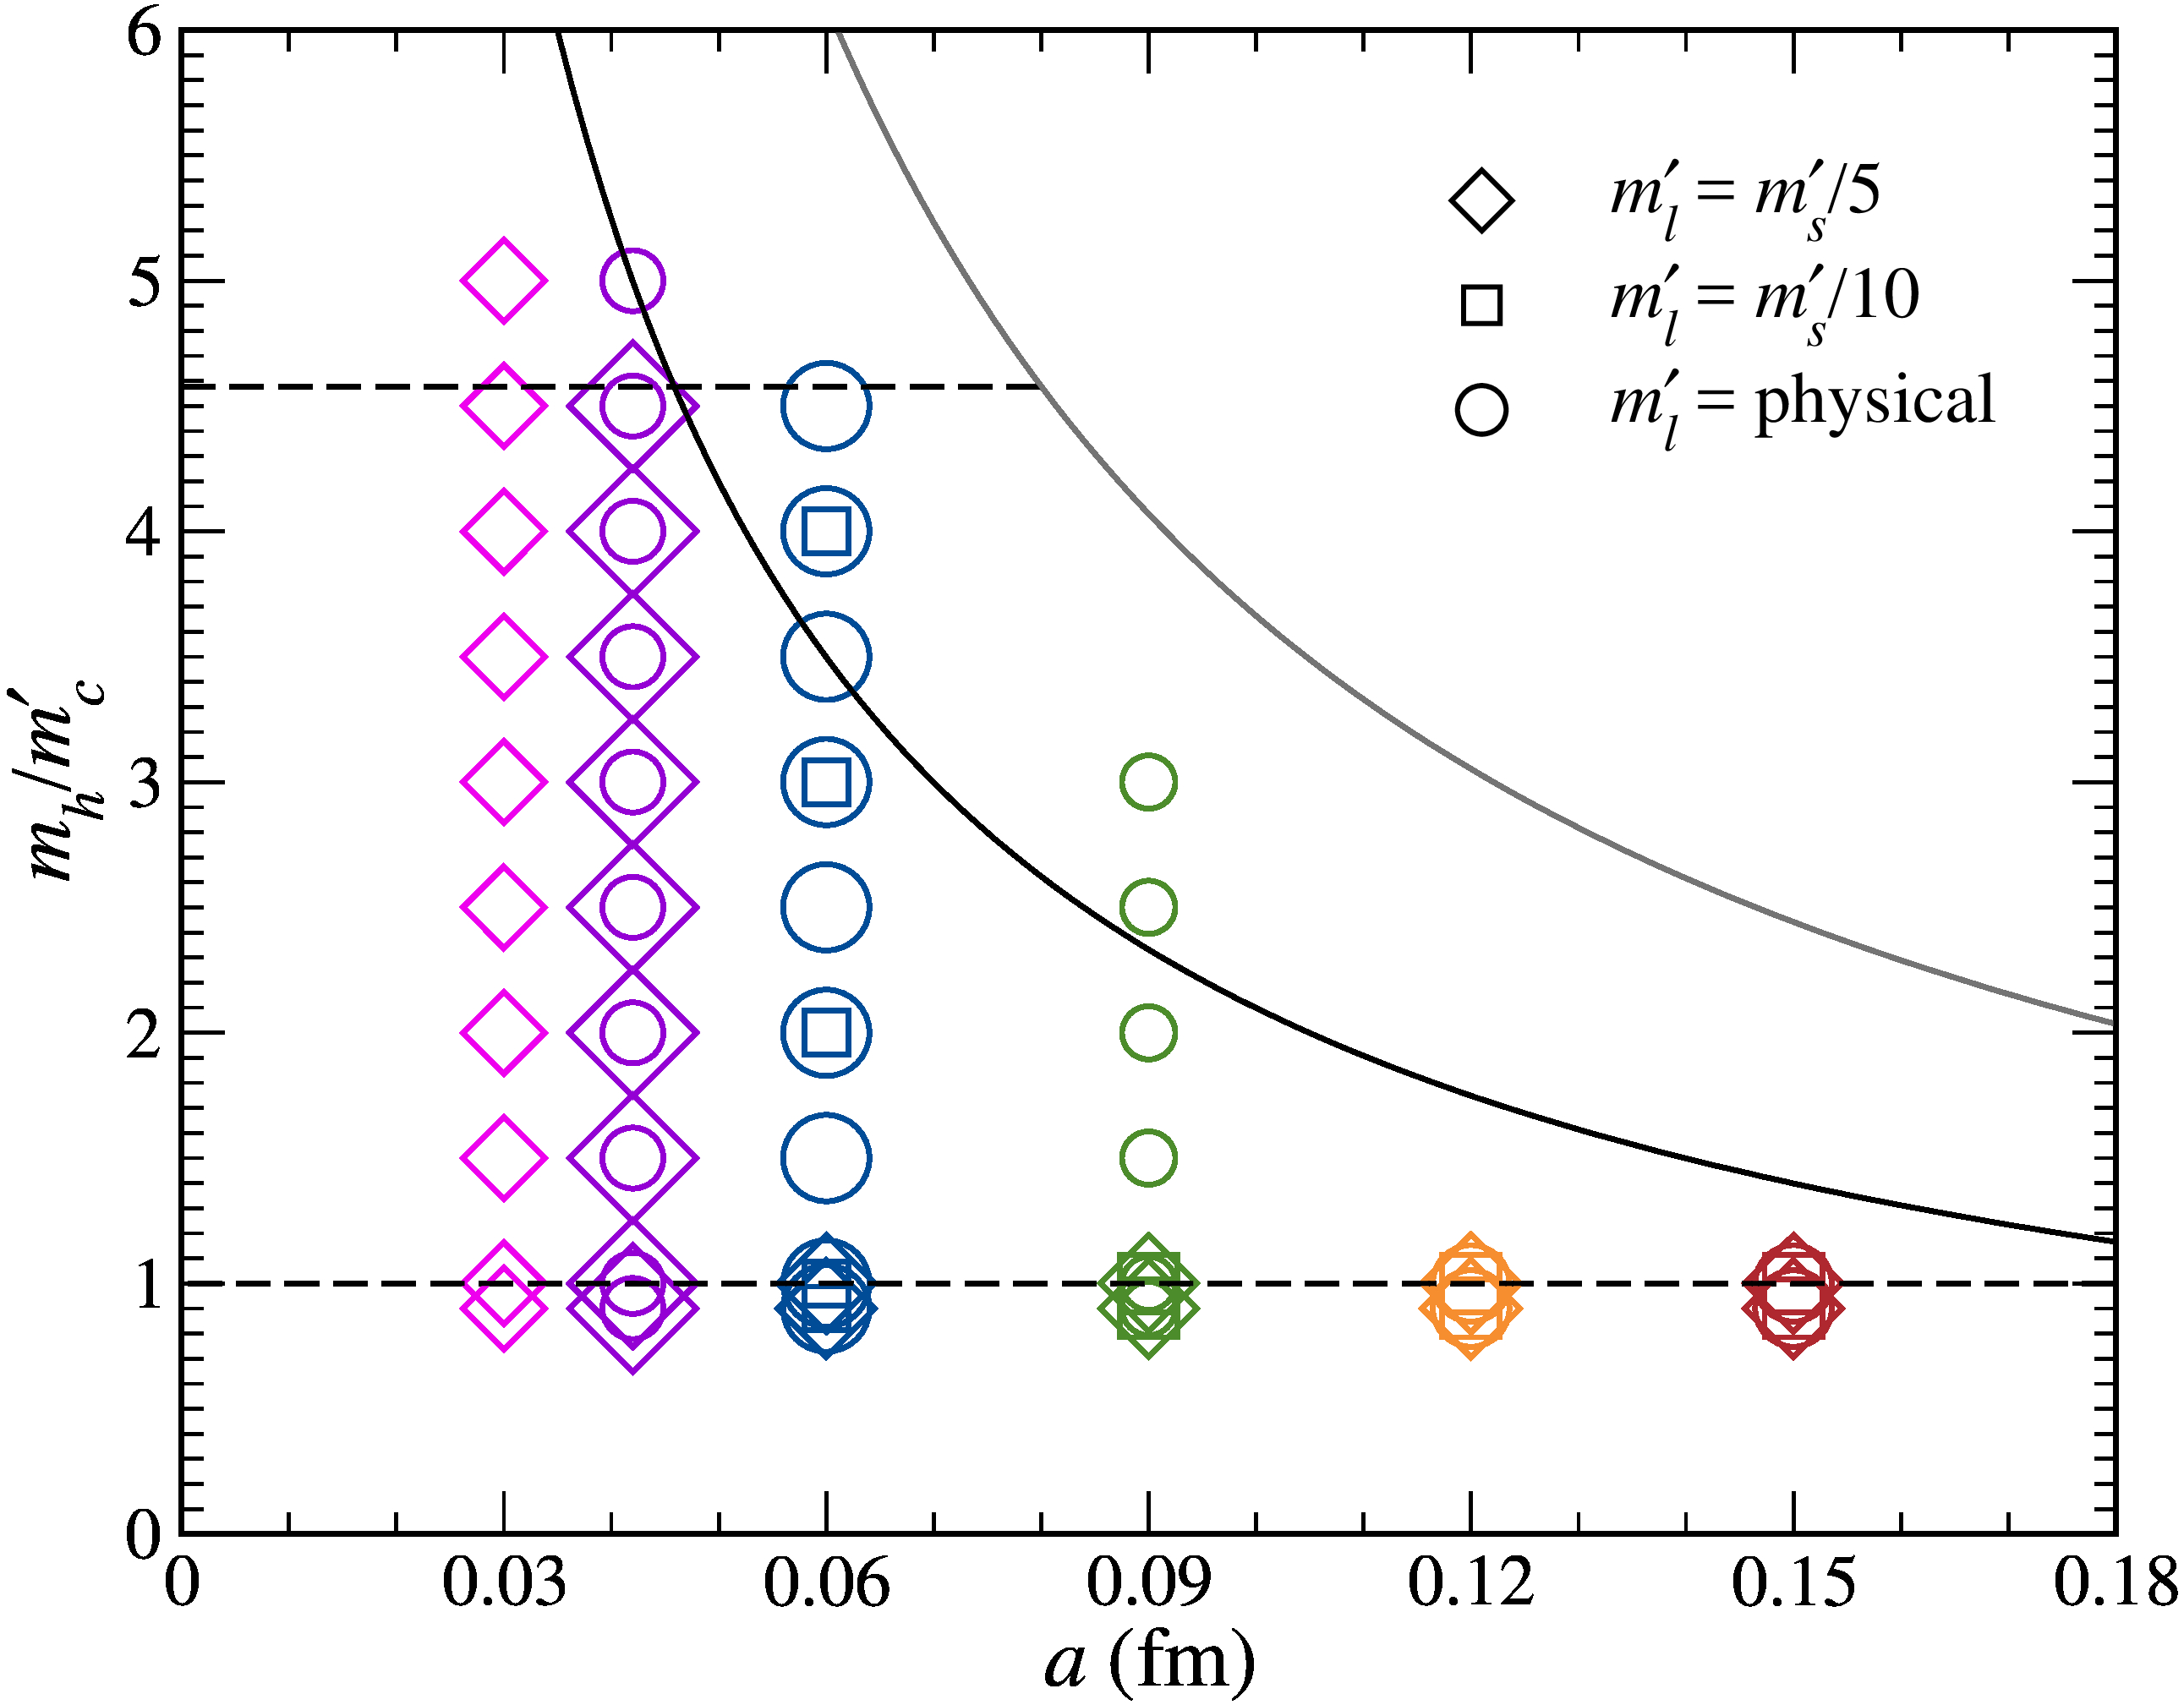 6
5
4
3
2
1
0
m_h/m′_c
m′_l = m′_s/5
m′_l = m′_s/10
m′_l = physical
0 0.03 0.06 0.09 0.12 0.15 0.18
a (fm)